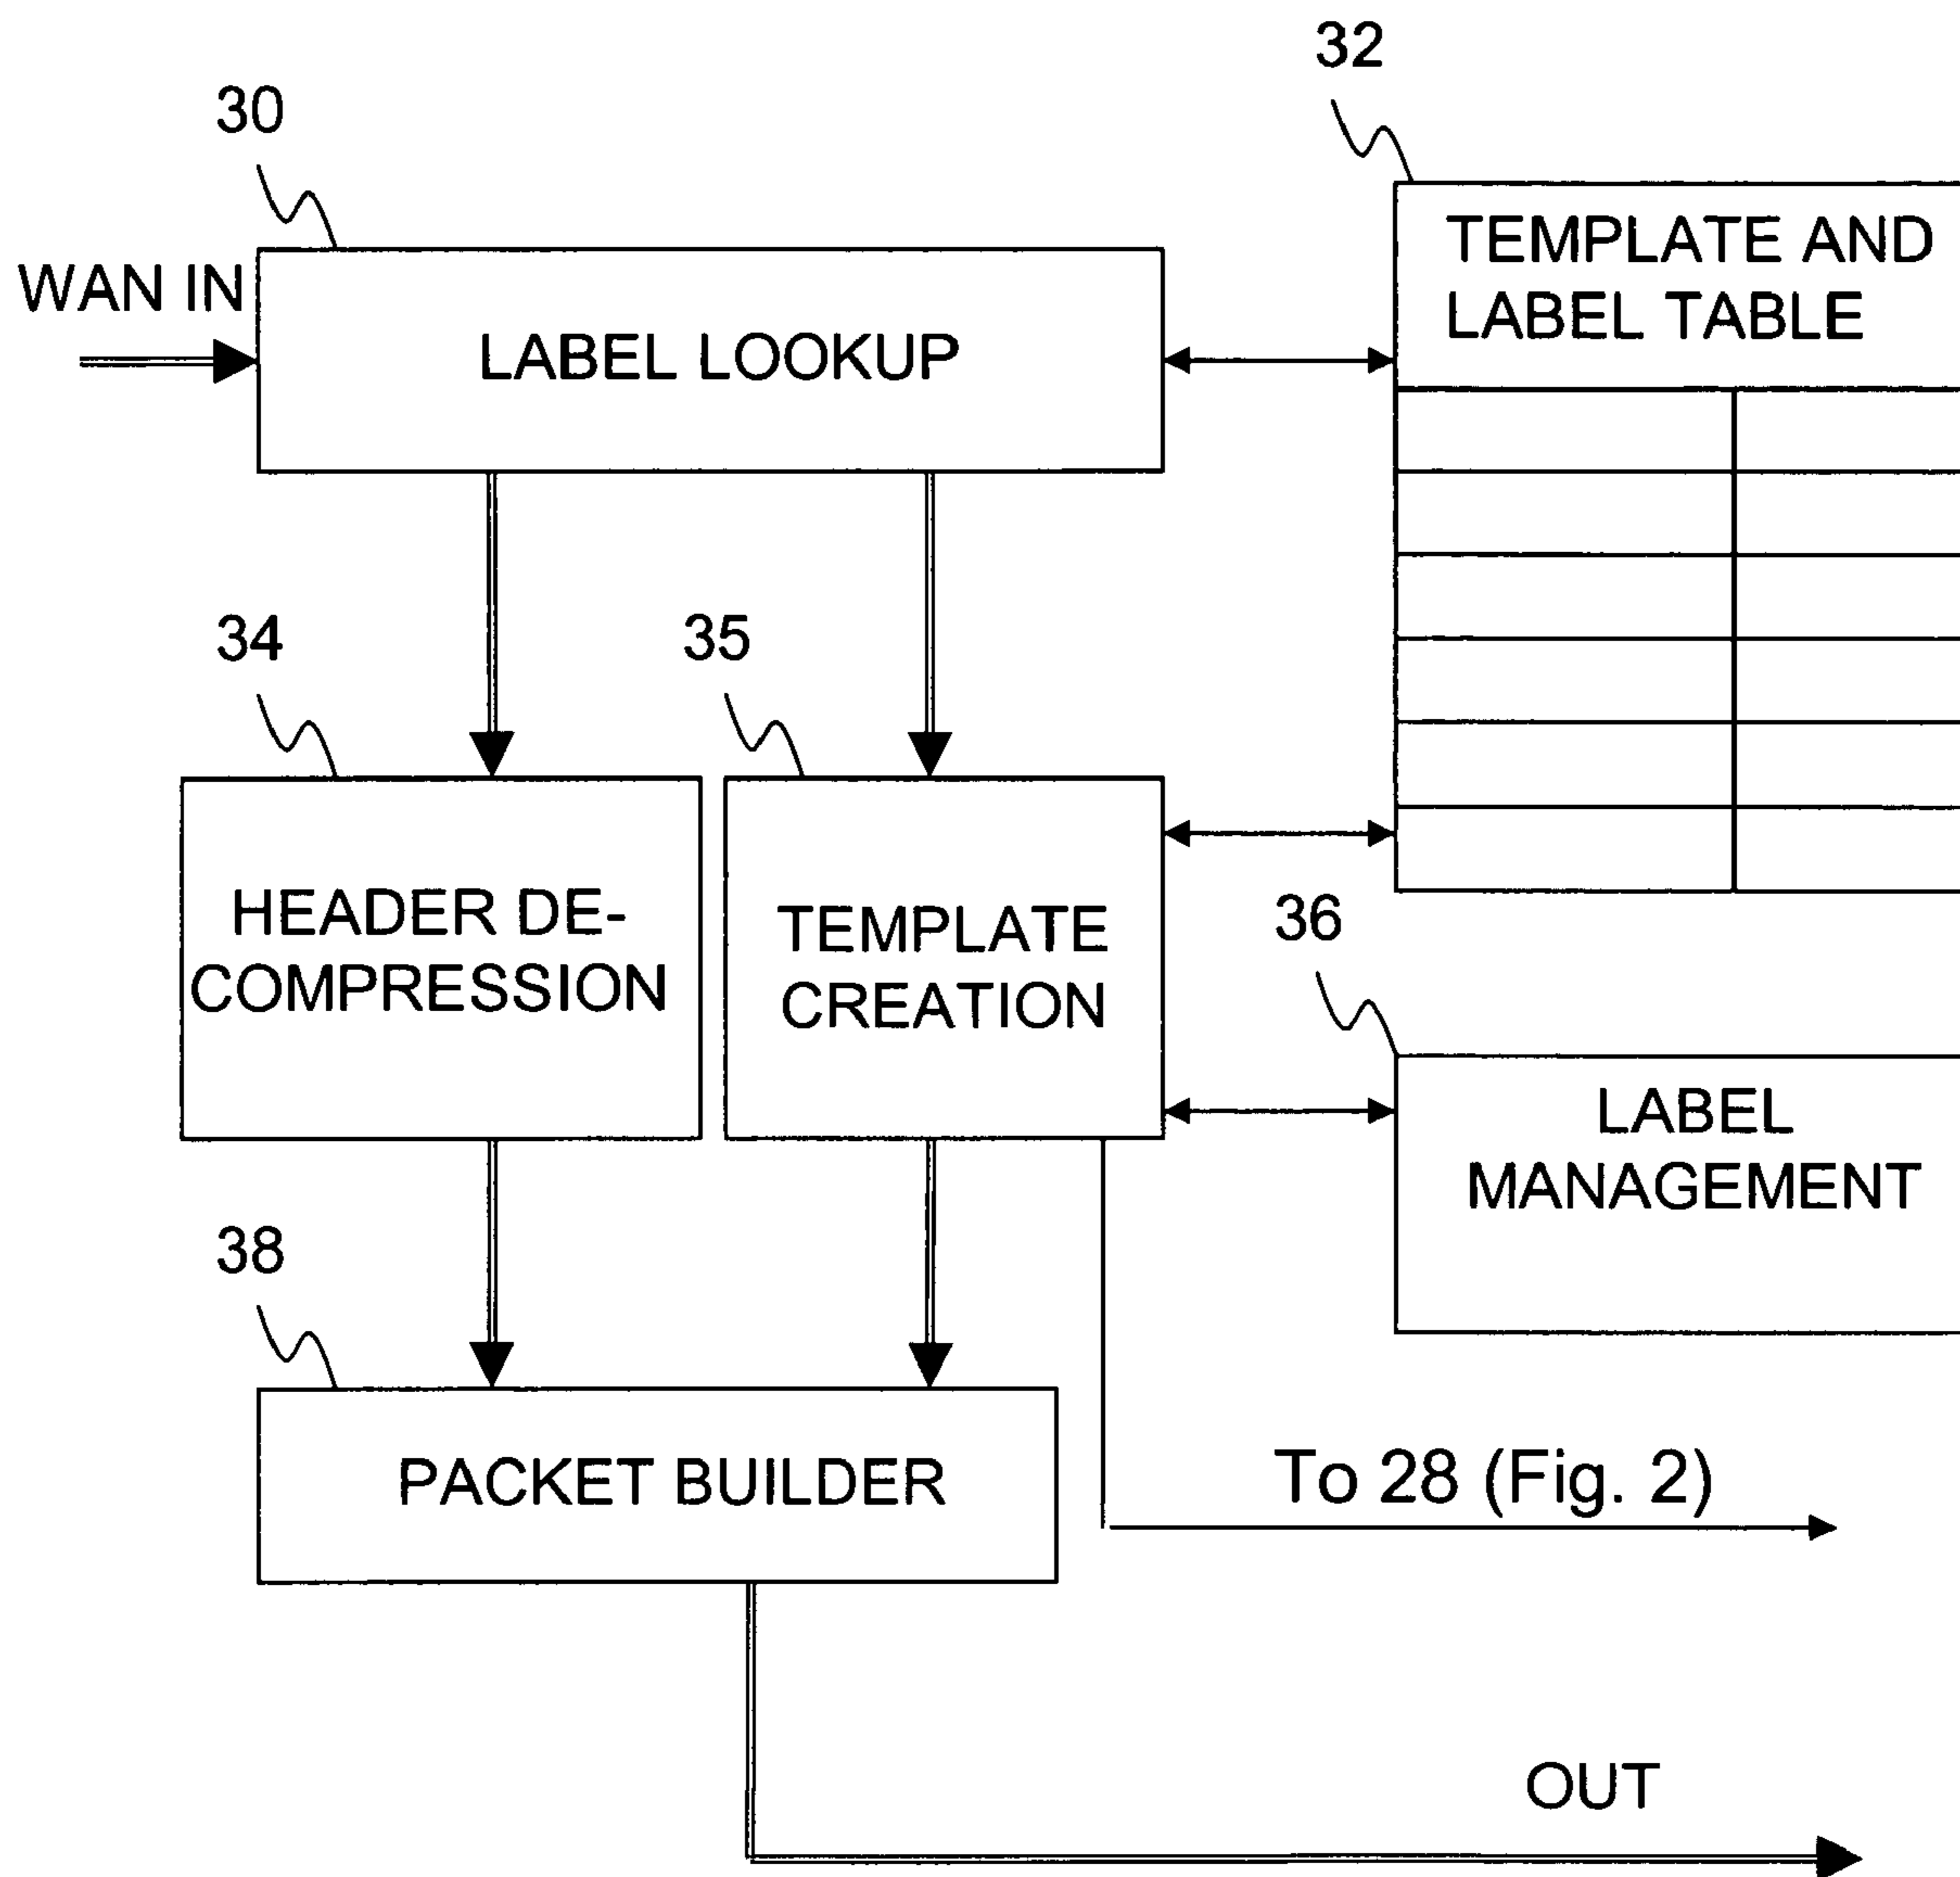 32
30
TEMPLATE AND
LABEL TABLE
WAN IN
LABEL LOOKUP
34
35
HEADER DE-
COMPRESSION
TEMPLATE
CREATION
36
LABEL
MANAGEMENT
38
PACKET BUILDER
To 28 (Fig. 2)
OUT